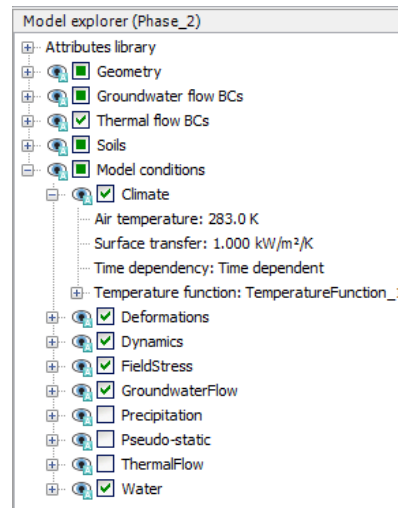 Model explorer (Phase_2)
Attributes library
Geometry
Groundwater flow BCs
Thermal flow BCs
Soils
Model conditions
Climate
Air temperature: 283.0 K
Surface transfer: 1.000 kW/m²/K
Time dependency: Time dependent
Temperature function: TemperatureFunction_
Deformations
Dynamics
FieldStress
GroundwaterFlow
Precipitation
Pseudo-static
ThermalFlow
Water